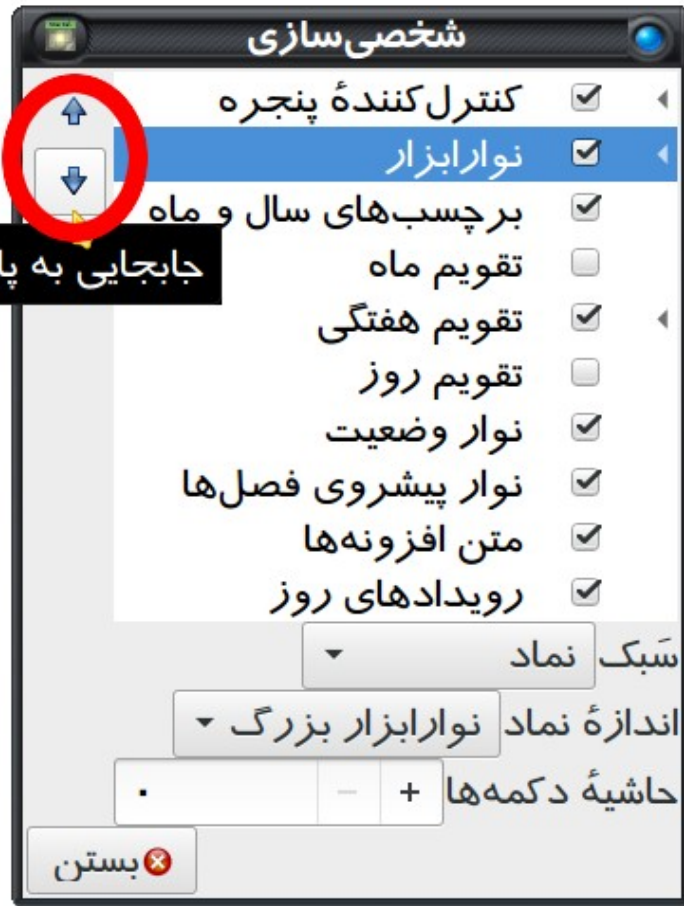 شخصی‌سازی
کنترل‌کنندهٔ پنجره
نوارابزار
برچسب‌های سال و ماه
جابجایی به
تقویم ماه
تقویم هفتگی
تقویم روز
نوار وضعیت
نوار پیشروی فصل‌ها
متن افزونه‌ها
رویدادهای روز
سَبک نماد
اندازهٔ نماد نوارابزار بزرگ
حاشیهٔ دکمه‌ها + − ۰
بستن